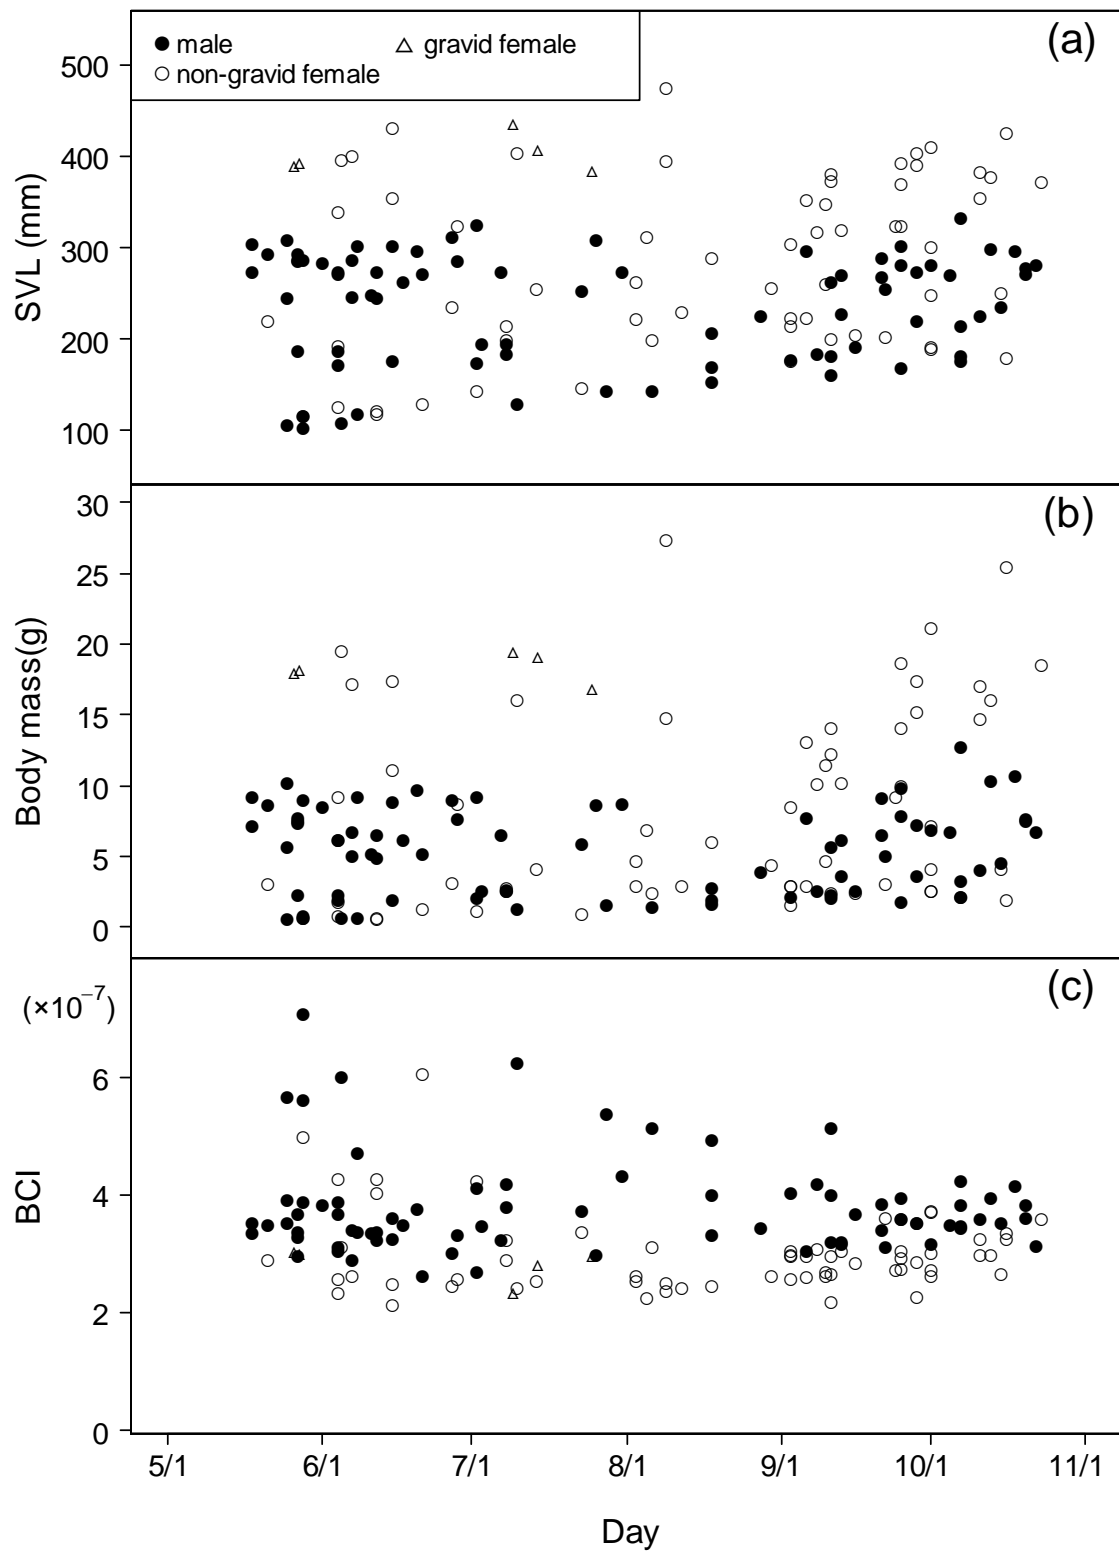 (a)
male
gravid female
non-gravid female
500
400
300
200
100
SVL (mm)
(b)
30
25
20
15
10
5
0
Body mass(g)
(c)
(×10⁻⁷)
6
4
2
0
BCI
5/1 6/1 7/1 8/1 9/1 10/1 11/1
Day